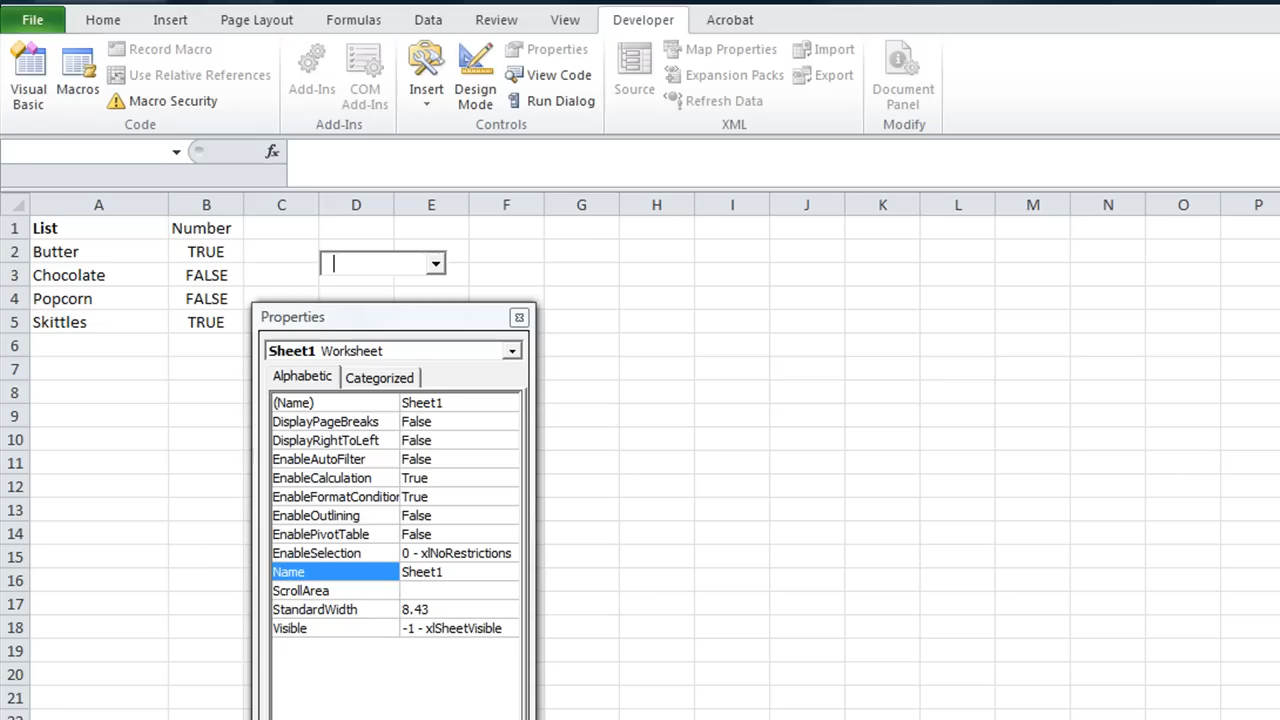 File Home Insert Page Layout Formulas Data Review View Developer Acrobat
Visual Basic
Macros
Record Macro
Use Relative References
Macro Security
Code
Add-Ins
COM Add-Ins
Add-Ins
Insert
Design Mode
Properties
View Code
Run Dialog
Controls
Source
Map Properties
Expansion Packs
Refresh Data
Import
Export
XML
Document Panel
Modify
fx
A B C D E F G H I J K L M N O P
1 List Number
2 Butter TRUE
3 Chocolate FALSE
4 Popcorn FALSE
5 Skittles TRUE
6
7
8
9
10
11
12
13
14
15
16
17
18
19
20
21
Properties
Sheet1 Worksheet
Alphabetic Categorized
(Name) Sheet1
DisplayPageBreaks False
DisplayRightToLeft False
EnableAutoFilter False
EnableCalculation True
EnableFormatCondition True
EnableOutlining False
EnablePivotTable False
EnableSelection 0 - xlNoRestrictions
Name Sheet1
ScrollArea
StandardWidth 8.43
Visible -1 - xlSheetVisible